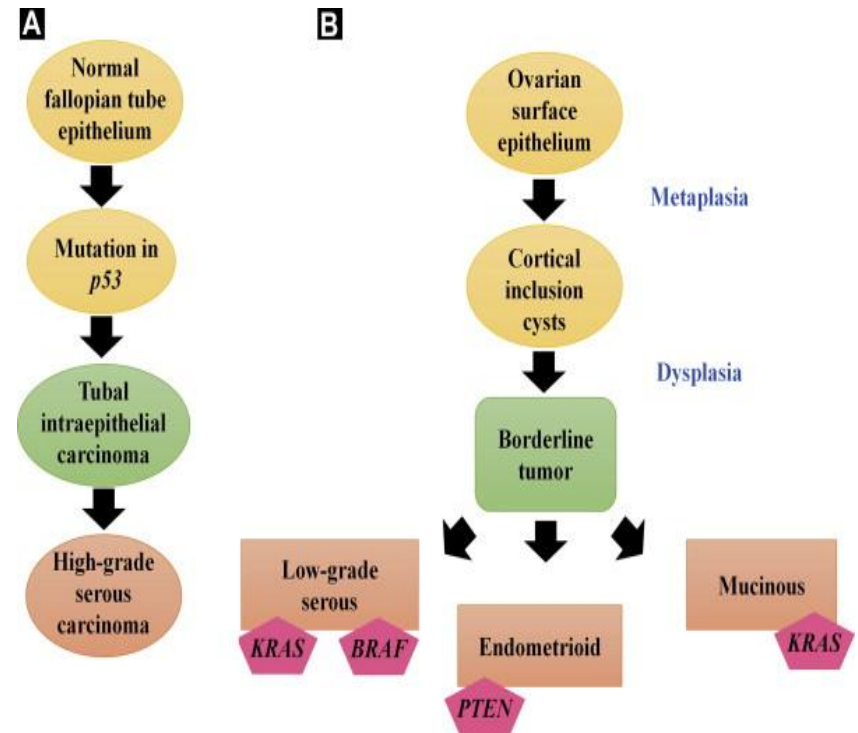 A
Normal
fallopian tube
epithelium
Mutation in
p53
Tubal
intraepithelial
carcinoma
High-grade
serous
carcinoma
B
Ovarian
surface
epithelium
Metaplasia
Cortical
inclusion
cysts
Dysplasia
Borderline
tumor
Low-grade
serous
KRAS
BRAF
Endometrioid
PTEN
Mucinous
KRAS